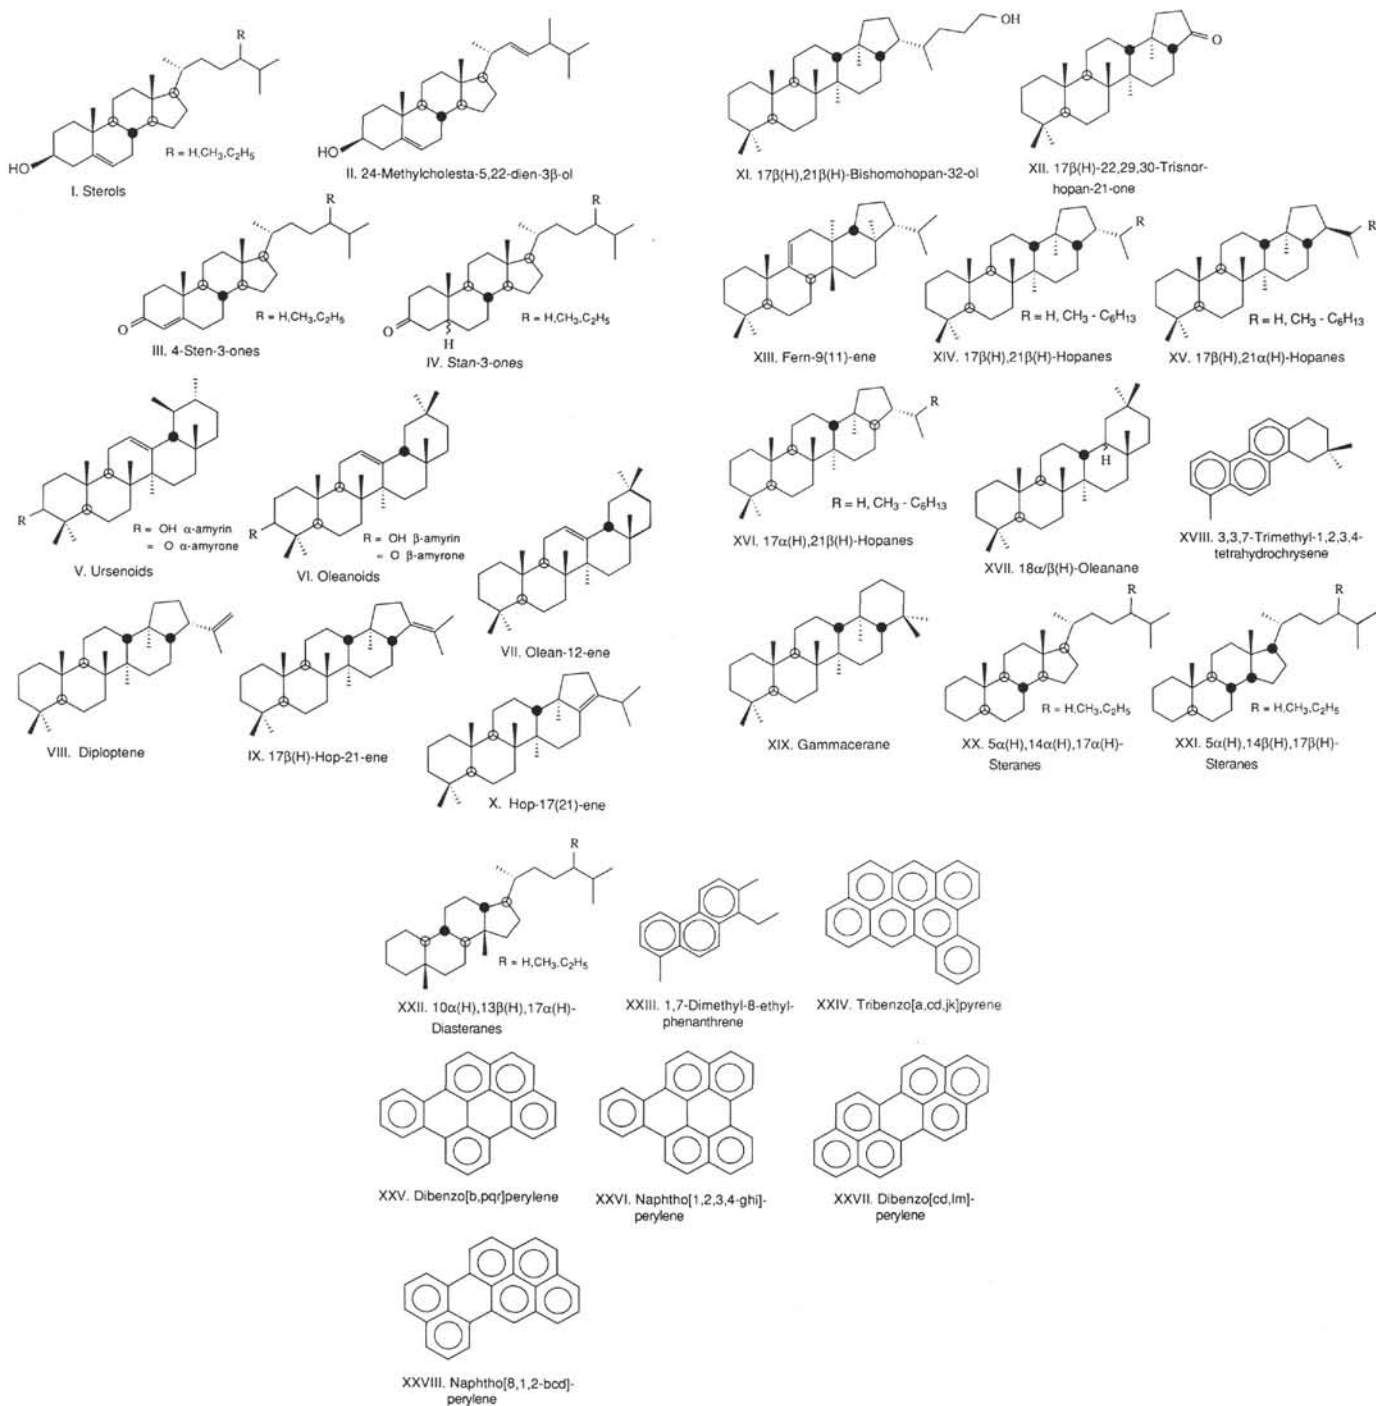 R
HO
R = H,CH₃,C₂H₅
I. Sterols
HO
II. 24-Methylcholesta-5,22-dien-3β-ol
OH
XI. 17β(H),21β(H)-Bishomohopan-32-ol
O
XII. 17β(H)-22,29,30-Trisnor-
hopan-21-one
R
O
R = H,CH₃,C₂H₅
III. 4-Sten-3-ones
R
O
H
R = H,CH₃,C₂H₅
IV. Stan-3-ones
XIII. Fern-9(11)-ene
R
R = H, CH₃ - C₆H₁₃
XIV. 17β(H),21β(H)-Hopanes
R
R = H, CH₃ - C₆H₁₃
XV. 17β(H),21α(H)-Hopanes
R
R = OH α-amyrin
= O α-amyrone
V. Ursenoids
R
R = OH β-amyrin
= O β-amyrone
VI. Oleanoids
VII. Olean-12-ene
R
R = H, CH₃ - C₆H₁₃
XVI. 17α(H),21β(H)-Hopanes
H
XVII. 18α/β(H)-Oleanane
XVIII. 3,3,7-Trimethyl-1,2,3,4-
tetrahydrochrysene
VIII. Diploptene
IX. 17β(H)-Hop-21-ene
X. Hop-17(21)-ene
XIX. Gammacerane
R
R = H,CH₃,C₂H₅
XX. 5α(H),14α(H),17α(H)-
Steranes
R
R = H,CH₃,C₂H₅
XXI. 5α(H),14β(H),17β(H)-
Steranes
R
R = H,CH₃,C₂H₅
XXII. 10α(H),13β(H),17α(H)-
Diasteranes
XXIII. 1,7-Dimethyl-8-ethyl-
phenanthrene
XXIV. Tribenzo[a,cd,jk]pyrene
XXV. Dibenzo[b,pqr]perylene
XXVI. Naphtho[1,2,3,4-ghi]-
perylene
XXVII. Dibenzo[cd,lm]-
perylene
XXVIII. Naphtho[8,1,2-bcd]-
perylene